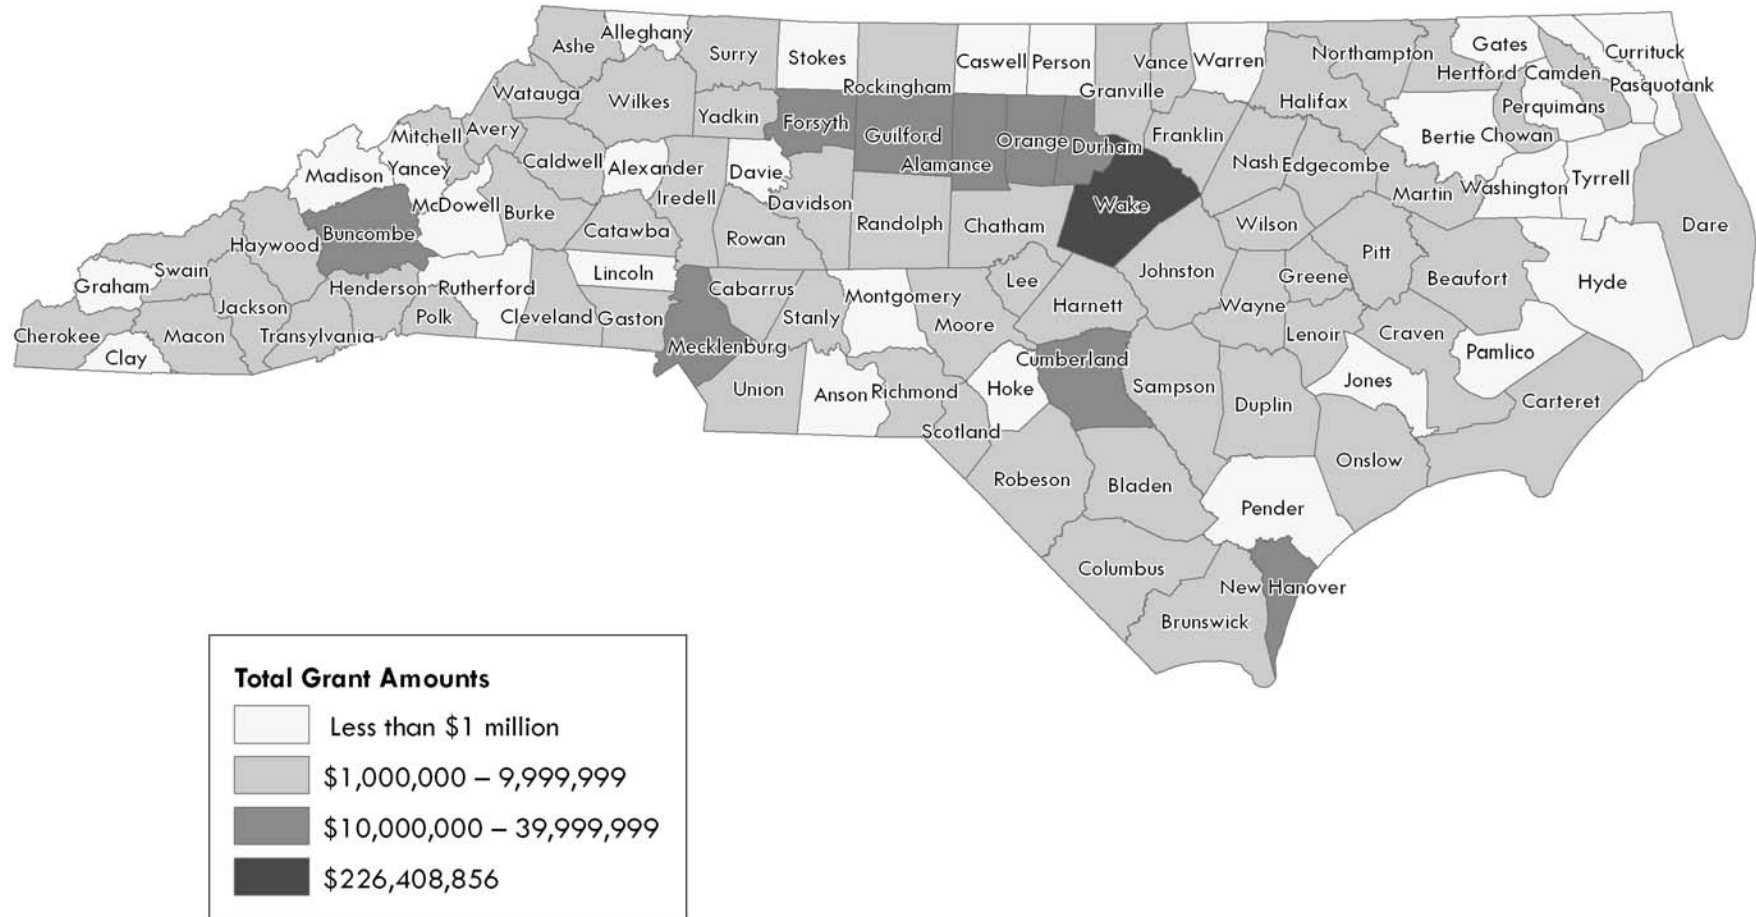 Alleghany
Ashe
Surry
Stokes
Caswell
Person
Vance
Warren
Northampton
Gates
Currituck
Hertford
Camden
Pasquotank
Rockingham
Granville
Watauga
Wilkes
Halifax
Perquimans
Yadkin
Forsyth
Guilford
Orange
Durham
Franklin
Bertie
Chowan
Mitchell
Avery
Caldwell
Alexander
Davie
Alamance
Nash
Edgecombe
Madison
Yancey
Iredell
Martin
Washington
Tyrrell
McDowell
Burke
Davidson
Randolph
Chatham
Wake
Wilson
Dare
Buncombe
Haywood
Catawba
Rowan
Pitt
Swain
Lincoln
Lee
Johnston
Greene
Beaufort
Hyde
Graham
Henderson
Rutherford
Cabarrus
Montgomery
Harnett
Wayne
Jackson
Polk
Cleveland
Gaston
Stanly
Moore
Cherokee
Macon
Transylvania
Lenoir
Craven
Clay
Mecklenburg
Cumberland
Pamlico
Union
Anson
Richmond
Hoke
Sampson
Duplin
Jones
Carteret
Scotland
Robeson
Bladen
Onslow
Pender
Columbus
New Hanover
Brunswick
Total Grant Amounts
Less than $1 million
$1,000,000 – 9,999,999
$10,000,000 – 39,999,999
$226,408,856